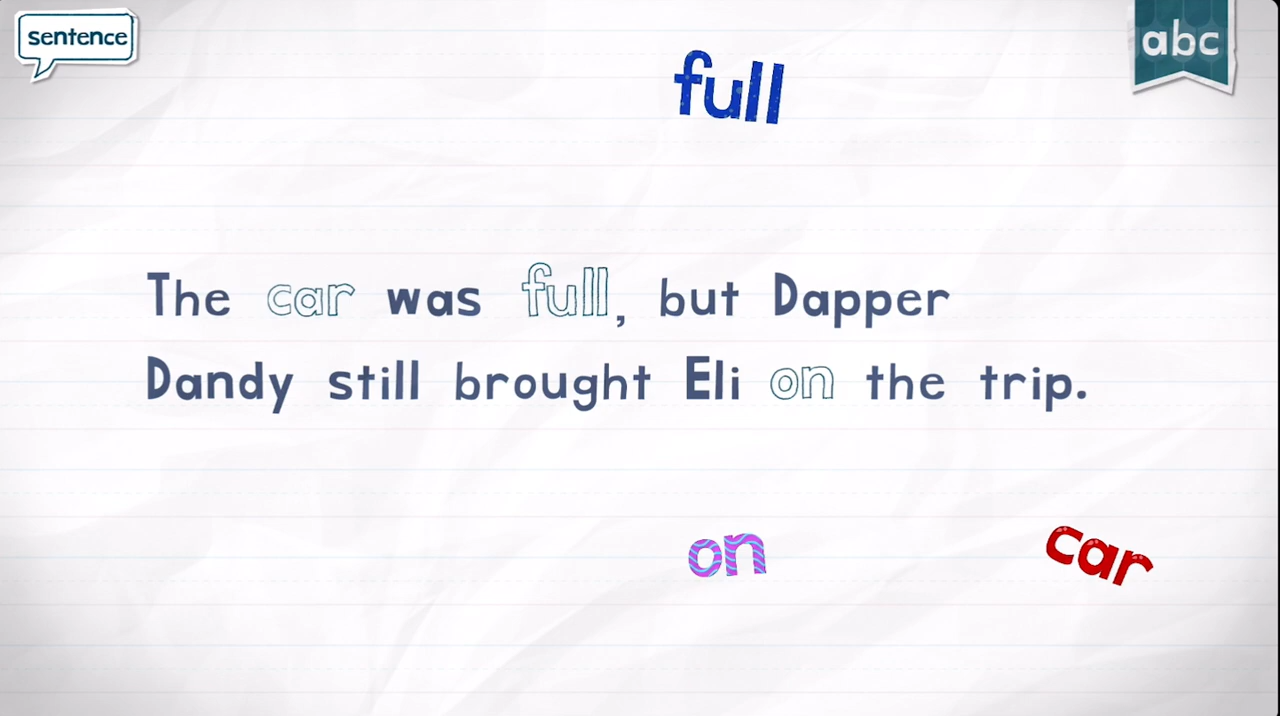 sentence
abc
full
The car was full, but Dapper
Dandy still brought Eli on the trip.
on
car